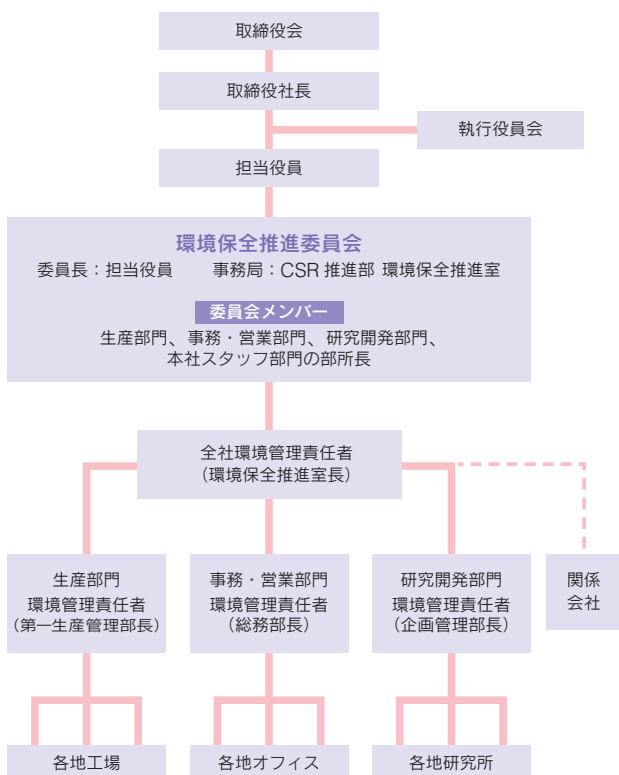 取締役会
取締役社長
執行役員会
担当役員
環境保全推進委員会
委員長：担当役員　事務局：CSR 推進部 環境保全推進室
委員会メンバー
生産部門、事務・営業部門、研究開発部門、
本社スタッフ部門の部所長
全社環境管理責任者
（環境保全推進室長）
生産部門
環境管理責任者
（第一生産管理部長）
事務・営業部門
環境管理責任者
（総務部長）
研究開発部門
環境管理責任者
（企画管理部長）
関係
会社
各地工場
各地オフィス
各地研究所